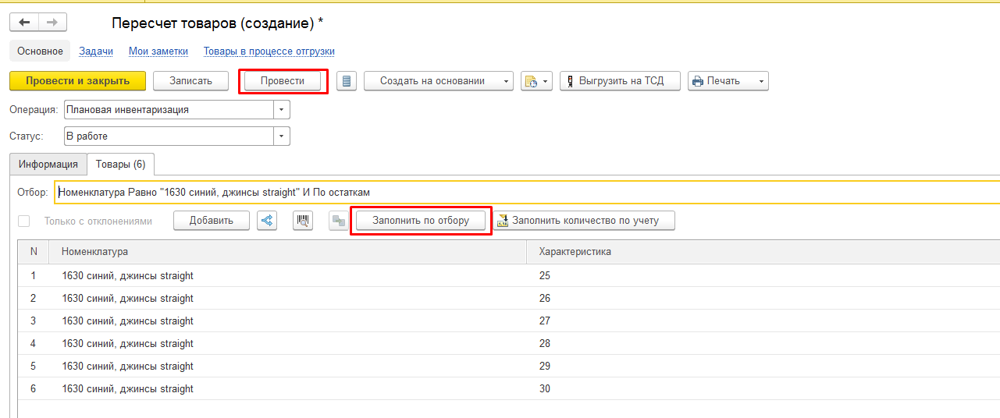 Пересчет товаров (создание) *
Основное Задачи Мои заметки Товары в процессе отгрузки
Провести и закрыть Записать Провести Создать на основании Выгрузить на ТСД Печать
Операция: Плановая инвентаризация
Статус: В работе
Информация Товары (6)
Отбор: Номенклатура Равно "1630 синий, джинсы straight" И По остаткам
Только с отклонениями Добавить Заполнить по отбору Заполнить количество по учету
N Номенклатура Характеристика
1 1630 синий, джинсы straight 25
2 1630 синий, джинсы straight 26
3 1630 синий, джинсы straight 27
4 1630 синий, джинсы straight 28
5 1630 синий, джинсы straight 29
6 1630 синий, джинсы straight 30